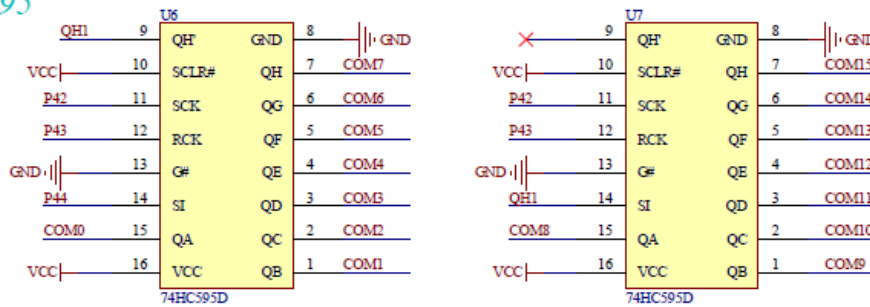 95
U6
QH1 9 QH' GND 8 GND
VCC 10 SCLR# QH 7 COM7
P42 11 SCK QG 6 COM6
P43 12 RCK QF 5 COM5
GND 13 G# QE 4 COM4
P44 14 SI QD 3 COM3
COM0 15 QA QC 2 COM2
VCC 16 VCC QB 1 COM1
74HC595D
U7
9 QH' GND 8 GND
VCC 10 SCLR# QH 7 COM15
P42 11 SCK QG 6 COM14
P43 12 RCK QF 5 COM13
GND 13 G# QE 4 COM12
QH1 14 SI QD 3 COM11
COM8 15 QA QC 2 COM10
VCC 16 VCC QB 1 COM9
74HC595D